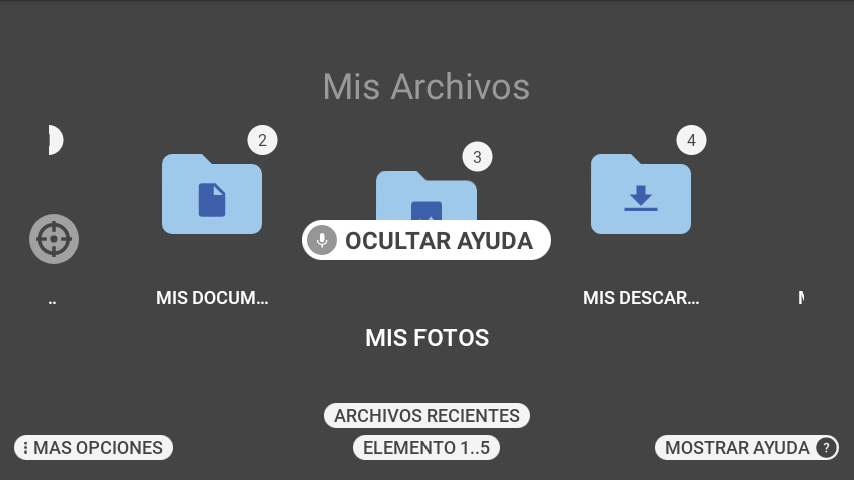 Mis Archivos
2
3
4
OCULTAR AYUDA
..
MIS DOCUM...
MIS DESCAR...
MIS FOTOS
ARCHIVOS RECIENTES
MAS OPCIONES
ELEMENTO 1..5
MOSTRAR AYUDA ?